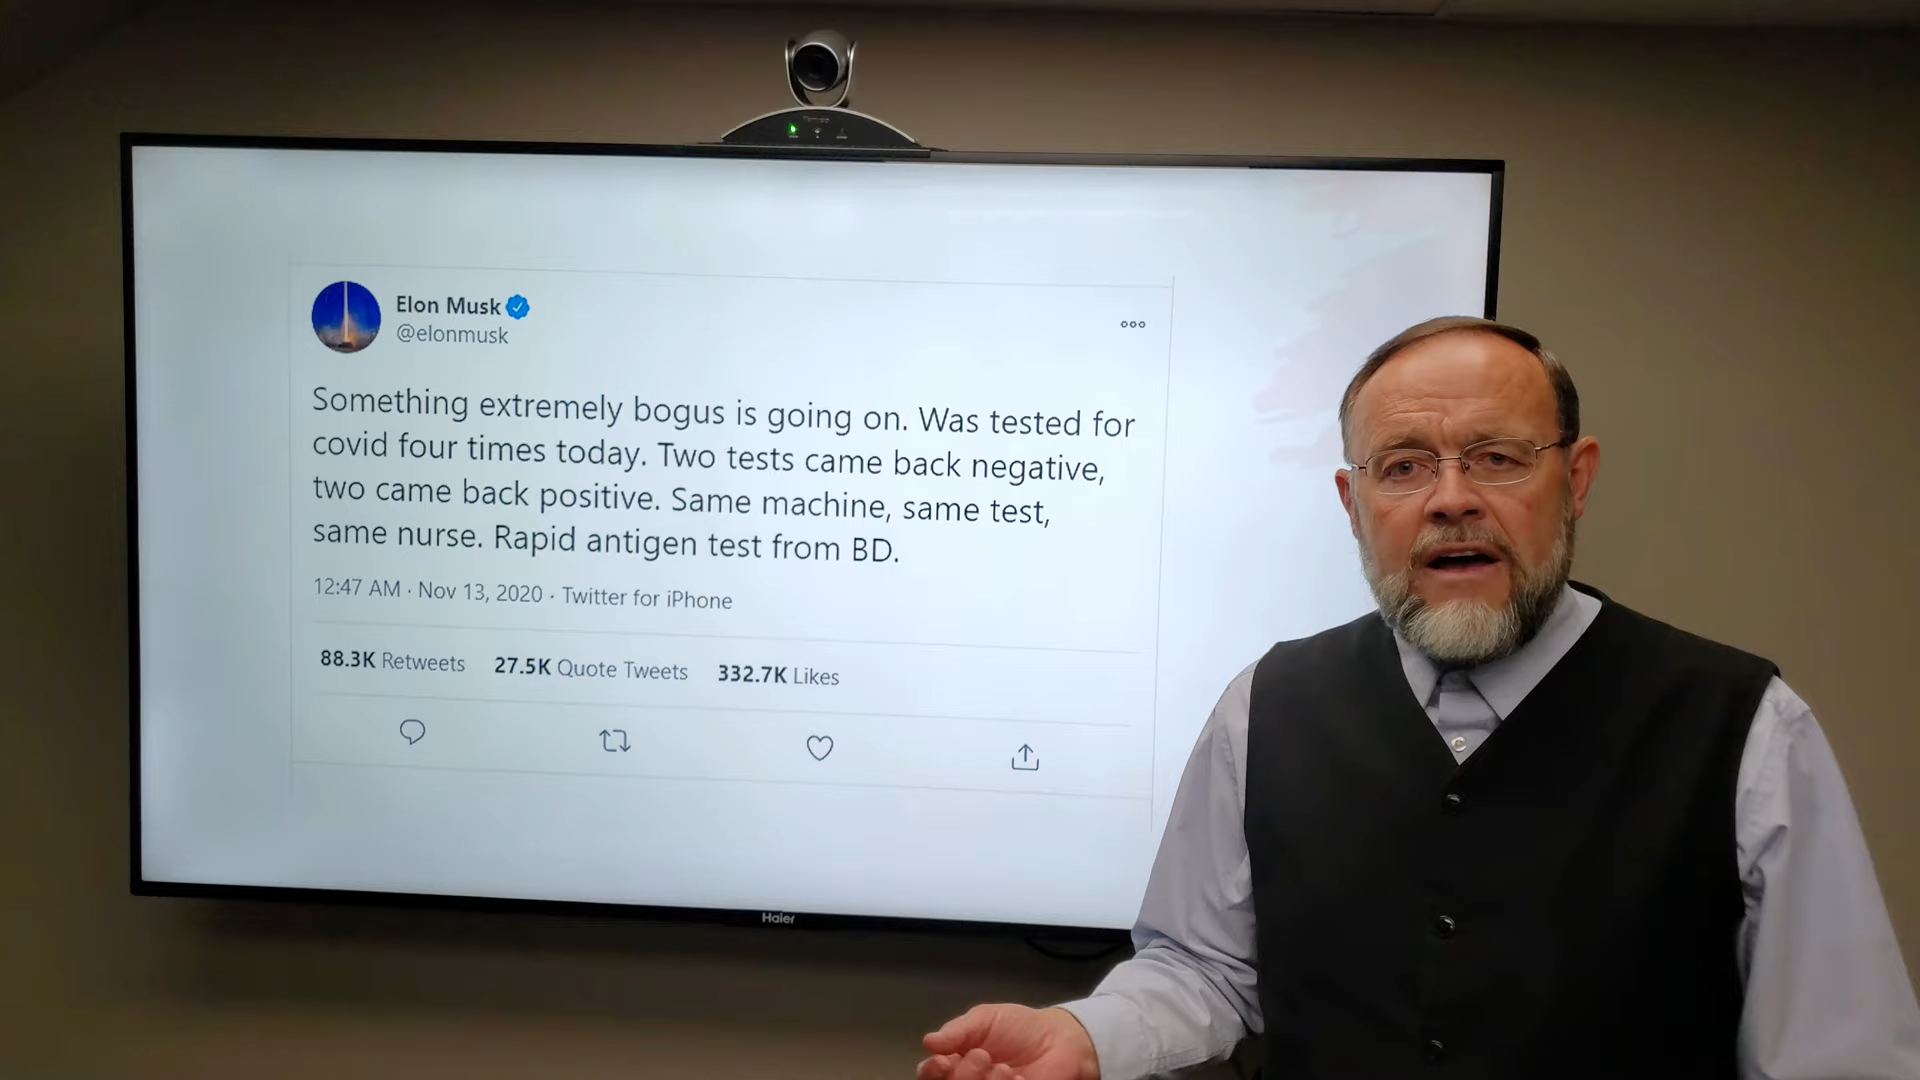 Elon Musk
@elonmusk
Something extremely bogus is going on. Was tested for
covid four times today. Two tests came back negative,
two came back positive. Same machine, same test,
same nurse. Rapid antigen test from BD.
12:47 AM · Nov 13, 2020 · Twitter for iPhone
88.3K Retweets 27.5K Quote Tweets 332.7K Likes
Haier